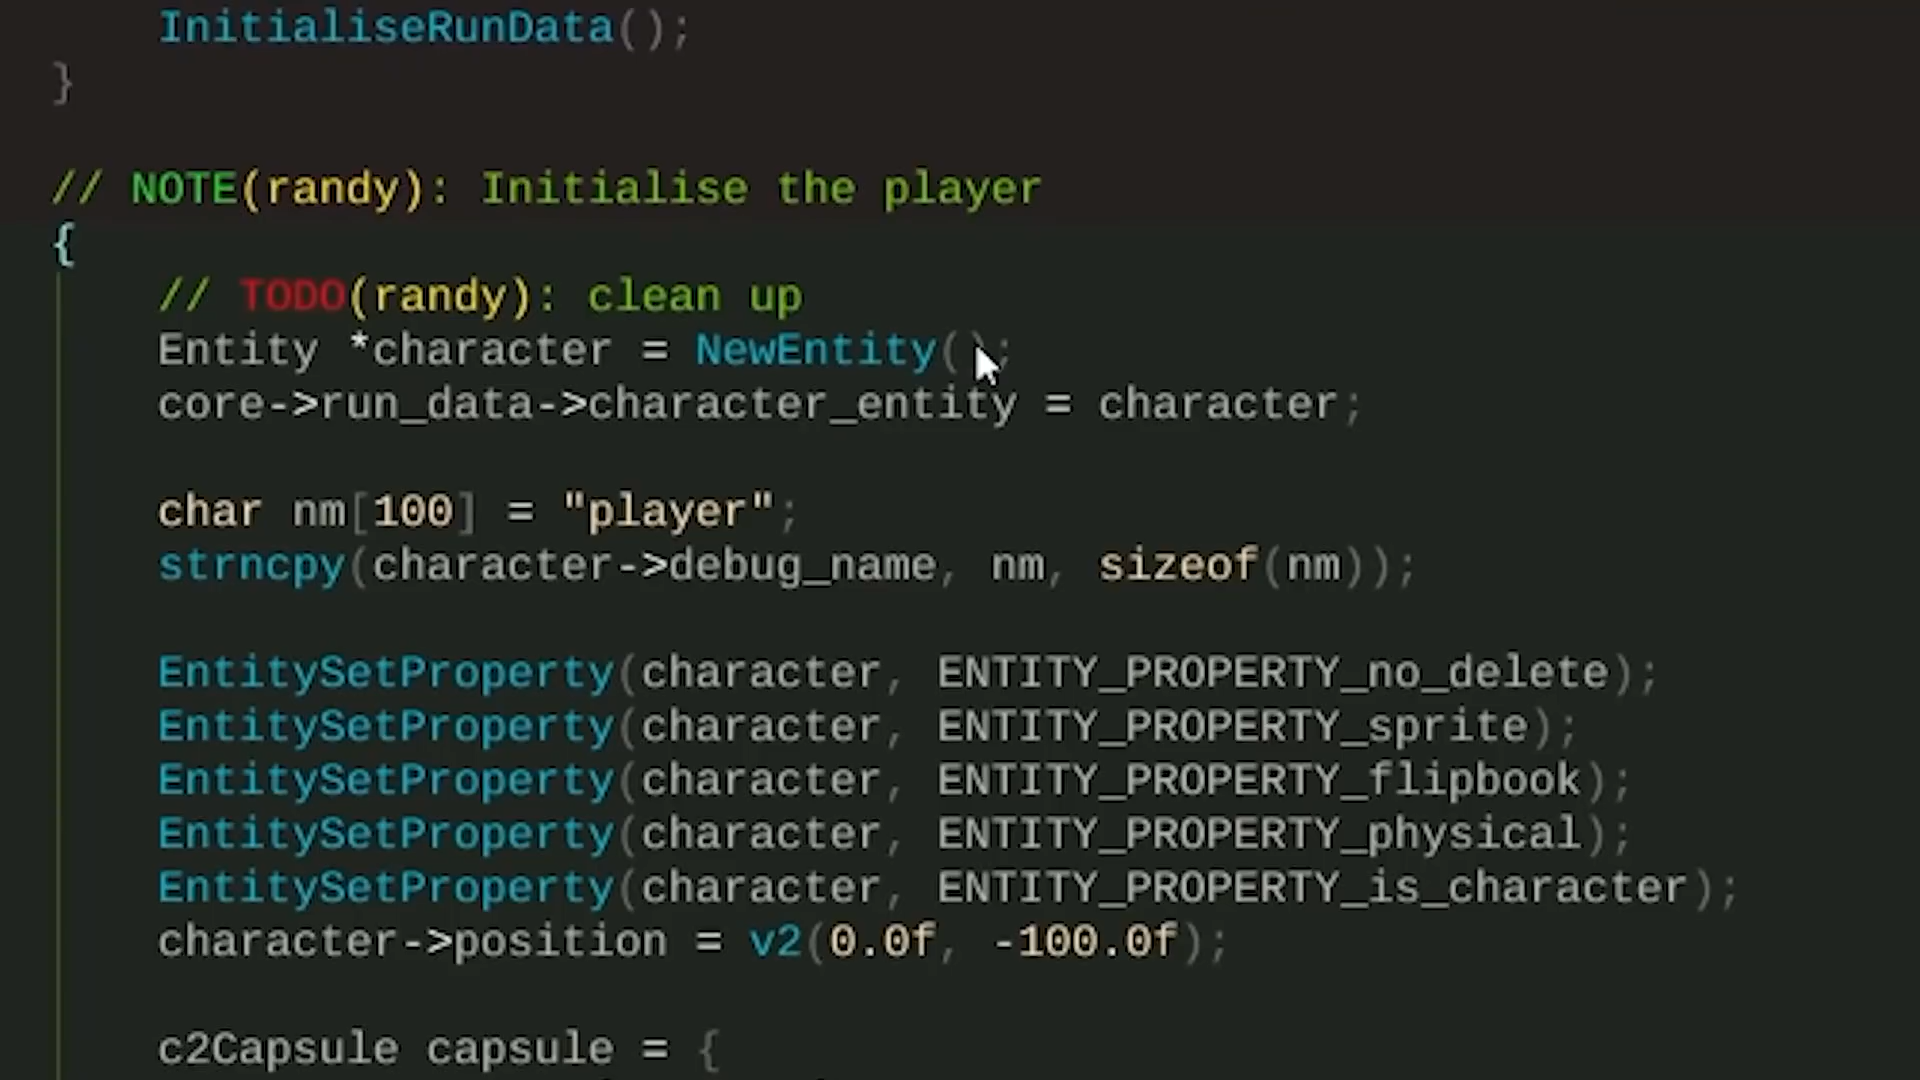 InitialiseRunData();
}
// NOTE(randy): Initialise the player
{
// TODO(randy): clean up
Entity *character = NewEntity();
core->run_data->character_entity = character;
char nm[100] = "player";
strncpy(character->debug_name, nm, sizeof(nm));
EntitySetProperty(character, ENTITY_PROPERTY_no_delete);
EntitySetProperty(character, ENTITY_PROPERTY_sprite);
EntitySetProperty(character, ENTITY_PROPERTY_flipbook);
EntitySetProperty(character, ENTITY_PROPERTY_physical);
EntitySetProperty(character, ENTITY_PROPERTY_is_character);
character->position = v2(0.0f, -100.0f);
c2Capsule capsule = {